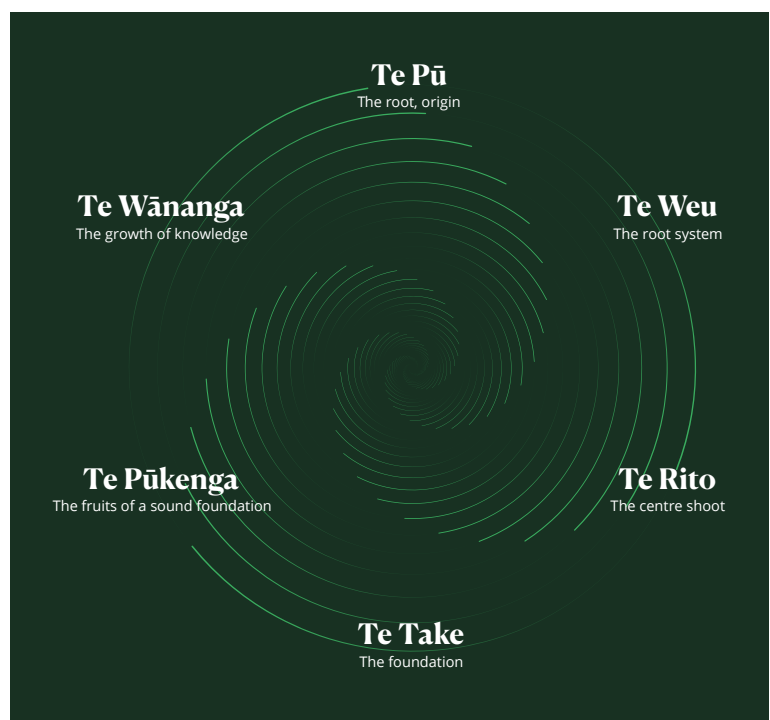 Te Pū
The root, origin
Te Wānanga
The growth of knowledge
Te Weu
The root system
Te Pūkenga
The fruits of a sound foundation
Te Rito
The centre shoot
Te Take
The foundation